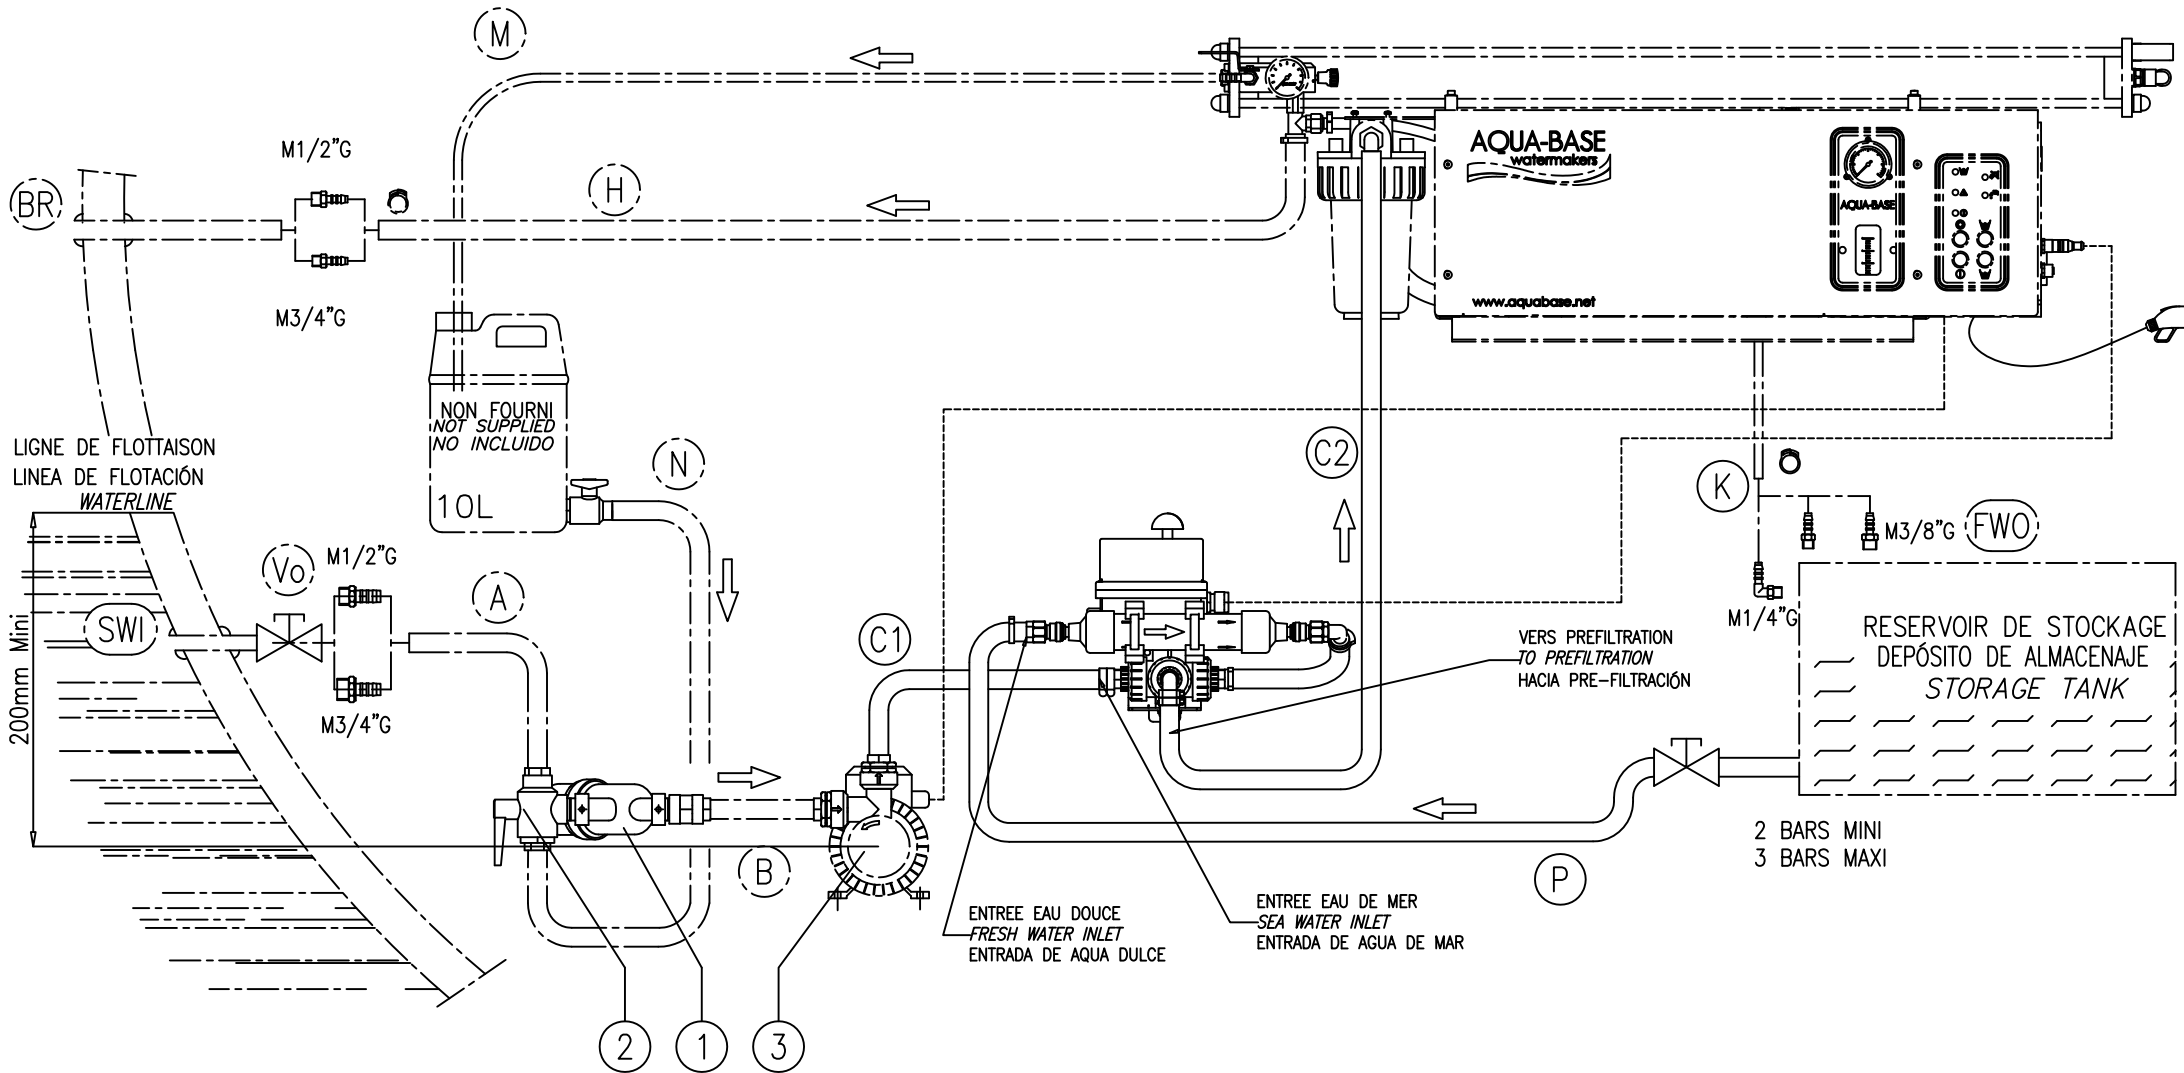 M
M1/2"G
BR
H
M3/4"G
AQUA-BASE
watermakers
AQUA-BASE
www.aquabase.net
NON FOURNI
NOT SUPPLIED
NO INCLUIDO
10L
N
LIGNE DE FLOTTAISON
LINEA DE FLOTACIÓN
WATERLINE
200mm Mini
SWI
Vo
M1/2"G
M3/4"G
A
C1
C2
K
M3/8"G
FWO
M1/4"G
RESERVOIR DE STOCKAGE
DEPÓSITO DE ALMACENAJE
STORAGE TANK
VERS PREFILTRATION
TO PREFILTRATION
HACIA PRE-FILTRACIÓN
2 BARS MINI
3 BARS MAXI
B
P
ENTREE EAU DOUCE
FRESH WATER INLET
ENTRADA DE AQUA DULCE
ENTREE EAU DE MER
SEA WATER INLET
ENTRADA DE AGUA DE MAR
2
1
3